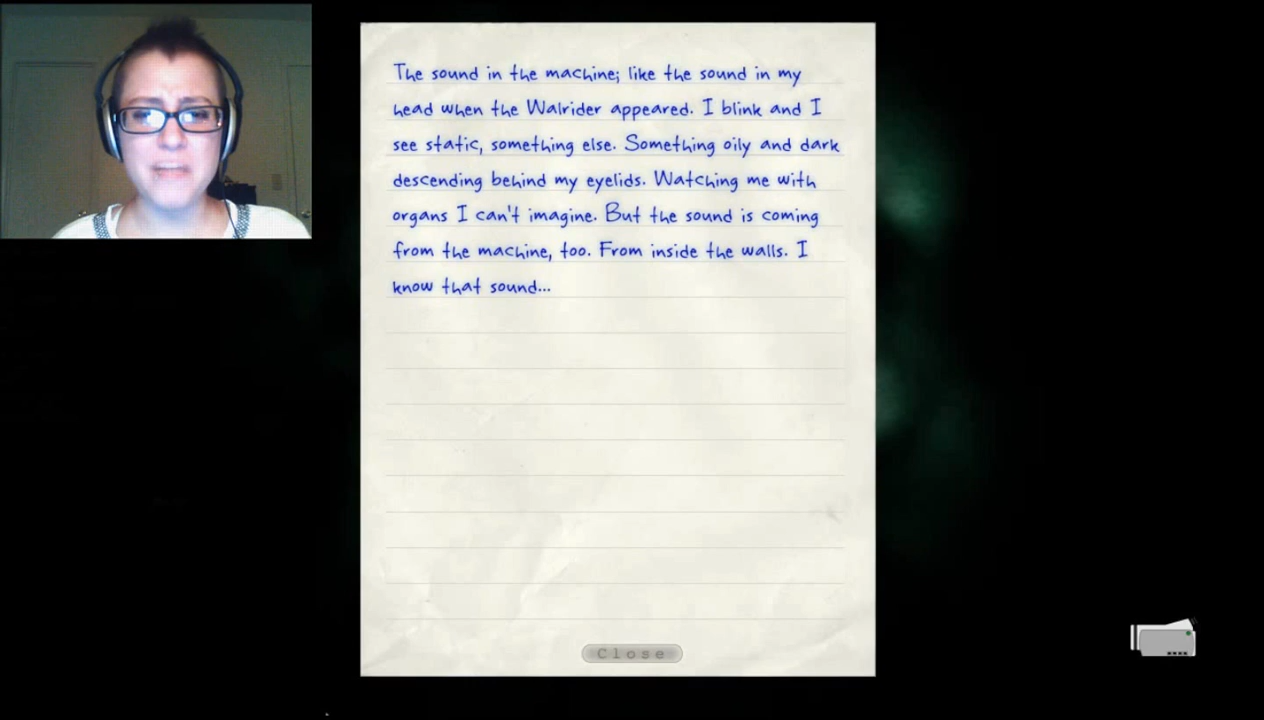 The sound in the machine; like the sound in my
head when the Walrider appeared. I blink and I
see static, something else. Something oily and dark
descending behind my eyelids. Watching me with
organs I can't imagine. But the sound is coming
from the machine, too. From inside the walls. I
know that sound...
Close